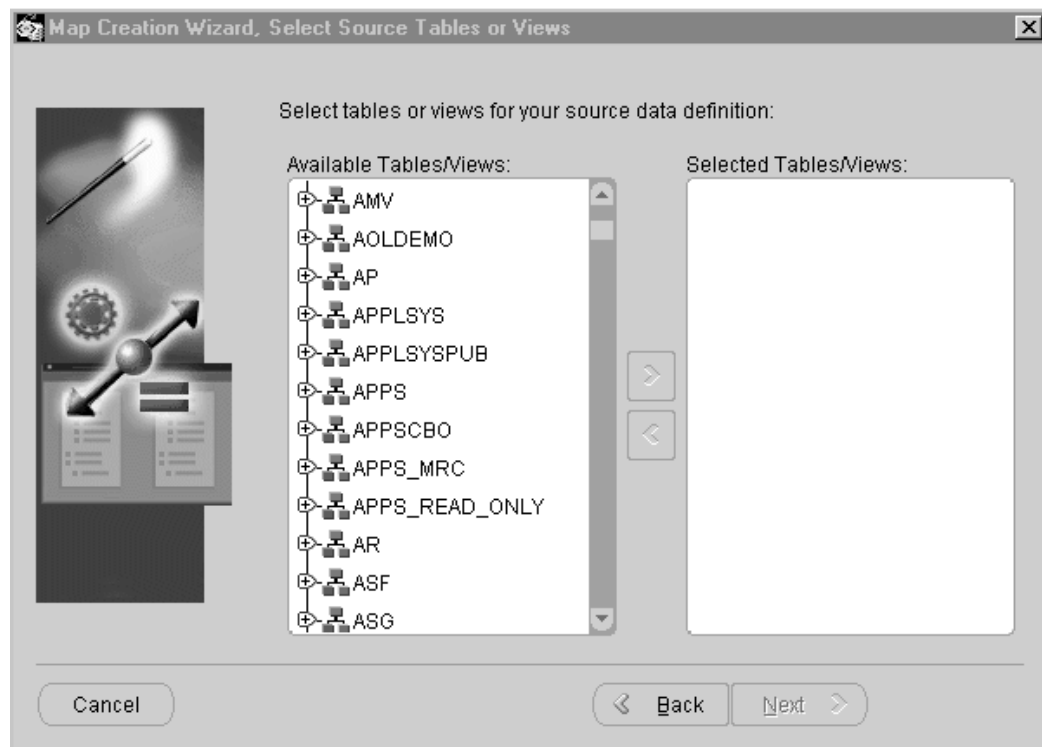 Map Creation Wizard, Select Source Tables or Views
Select tables or views for your source data definition:
Available Tables/Views:
Selected Tables/Views:
AMV
AOLDEMO
AP
APPLSYS
APPLSYSPUB
APPS
APPSCBO
APPS_MRC
APPS_READ_ONLY
AR
ASF
ASG
Cancel
Back
Next